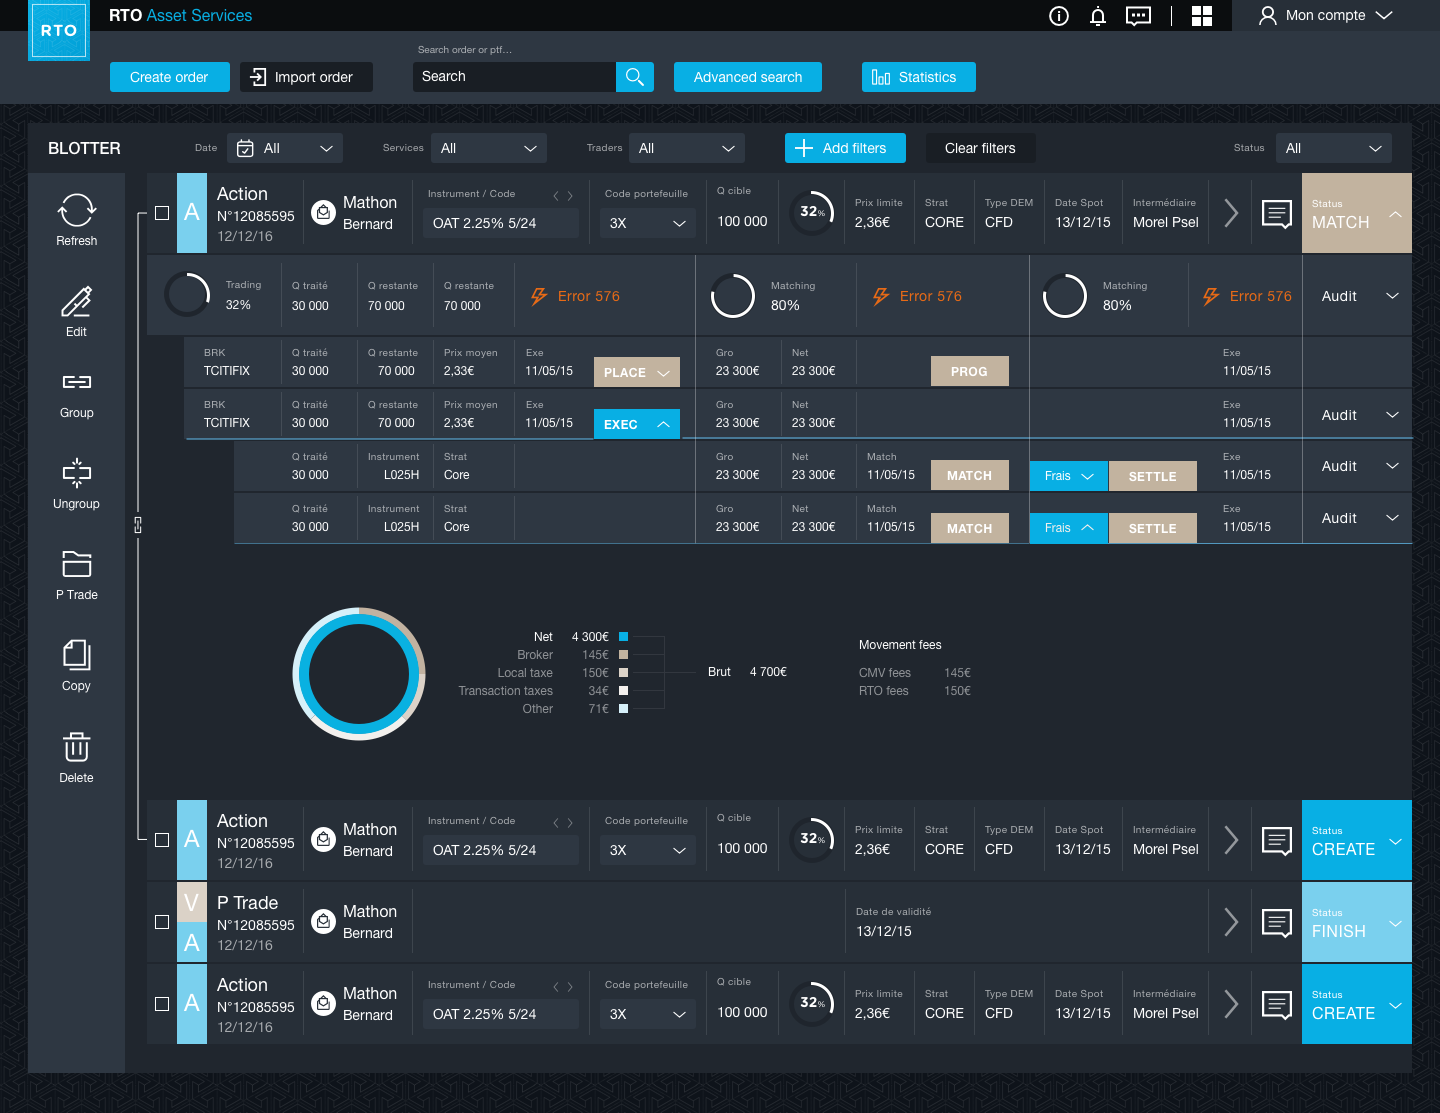 RTO
RTO Asset Services
Mon compte
Search order or ptf...
Create order
Import order
Search
Advanced search
Statistics
BLOTTER
Date
All
Services
All
Traders
All
Add filters
Clear filters
Status
All
Refresh
Edit
Group
Ungroup
P Trade
Copy
Delete
A
Action
N°12085595
12/12/16
Mathon
Bernard
Instrument / Code
OAT 2.25% 5/24
Code portefeuille
3X
Q cible
100 000
32%
Prix limite
2,36€
Strat
CORE
Type DEM
CFD
Date Spot
13/12/15
Intermédiaire
Morel Psel
Status
MATCH
Trading
32%
Q traité
30 000
Q restante
70 000
Q restante
70 000
Error 576
Matching
80%
Error 576
Matching
80%
Error 576
Audit
BRK
TCITIFIX
Q traité
30 000
Q restante
70 000
Prix moyen
2,33€
Exe
11/05/15
PLACE
Gro
23 300€
Net
23 300€
PROG
Exe
11/05/15
BRK
TCITIFIX
Q traité
30 000
Q restante
70 000
Prix moyen
2,33€
Exe
11/05/15
EXEC
Gro
23 300€
Net
23 300€
Exe
11/05/15
Audit
Q traité
30 000
Instrument
L025H
Strat
Core
Gro
23 300€
Net
23 300€
Match
11/05/15
MATCH
Frais
SETTLE
Exe
11/05/15
Audit
Q traité
30 000
Instrument
L025H
Strat
Core
Gro
23 300€
Net
23 300€
Match
11/05/15
MATCH
Frais
SETTLE
Exe
11/05/15
Audit
Net 4 300€
Broker 145€
Local taxe 150€
Transaction taxes 34€
Other 71€
Brut 4 700€
Movement fees
CMV fees 145€
RTO fees 150€
A
Action
N°12085595
12/12/16
Mathon
Bernard
Instrument / Code
OAT 2.25% 5/24
Code portefeuille
3X
Q cible
100 000
32%
Prix limite
2,36€
Strat
CORE
Type DEM
CFD
Date Spot
13/12/15
Intermédiaire
Morel Psel
Status
CREATE
V
A
P Trade
N°12085595
12/12/16
Mathon
Bernard
Date de validité
13/12/15
Status
FINISH
A
Action
N°12085595
12/12/16
Mathon
Bernard
Instrument / Code
OAT 2.25% 5/24
Code portefeuille
3X
Q cible
100 000
32%
Prix limite
2,36€
Strat
CORE
Type DEM
CFD
Date Spot
13/12/15
Intermédiaire
Morel Psel
Status
CREATE